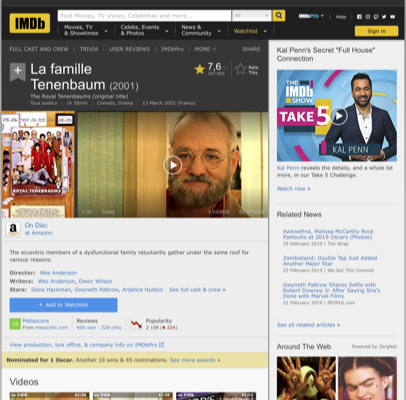 IMDb
Find Movies, TV shows, Celebrities and more...
All
IMDbPro
Help
Movies, TV
& Showtimes
Celebs, Events
& Photos
News &
Community
Watchlist
Sign in
FULL CAST AND CREW | TRIVIA | USER REVIEWS | IMDbPro | MORE
SHARE
+
La famille
Tenenbaum (2001)
7,6
Rate
This
The Royal Tenenbaums (original title)
Tous publics | 1h 50min | Comedy, Drama | 13 March 2002 (France)
ROYAL TENENBAUMS
Trailer
On Disc
at Amazon
The eccentric members of a dysfunctional family reluctantly gather under the same roof for
various reasons.
Director: Wes Anderson
Writers: Wes Anderson, Owen Wilson
Stars: Gene Hackman, Gwyneth Paltrow, Anjelica Huston | See full cast & crew »
+ Add to Watchlist
Metascore
From metacritic.com
Reviews
968 user | 228 critic
Popularity
View production, box office, & company info on IMDbPro
Nominated for 1 Oscar. Another 10 wins & 45 nominations. See more awards »
Videos
Kal Penn's Secret "Full House"
Connection
THE
IMDb
SHOW
TAKE 5
KAL PENN
Kal Penn reveals the details, and a whole lot
more, in our Take 5 Challenge.
Watch now »
Related News
Awkwafina, Melissa McCarthy Rock
Pantsuits at 2019 Oscars (Photos)
25 February 2019 | The Wrap
Zombieland: Double Tap Just Added
Another Major Star
22 February 2019 | We Got This Covered
Gwyneth Paltrow Shares Selfie with
Robert Downey Jr. After Saying She's
Done with Marvel Films
21 February 2019 | PEOPLE.com
See all related articles »
Around The Web
Powered by ZergNet